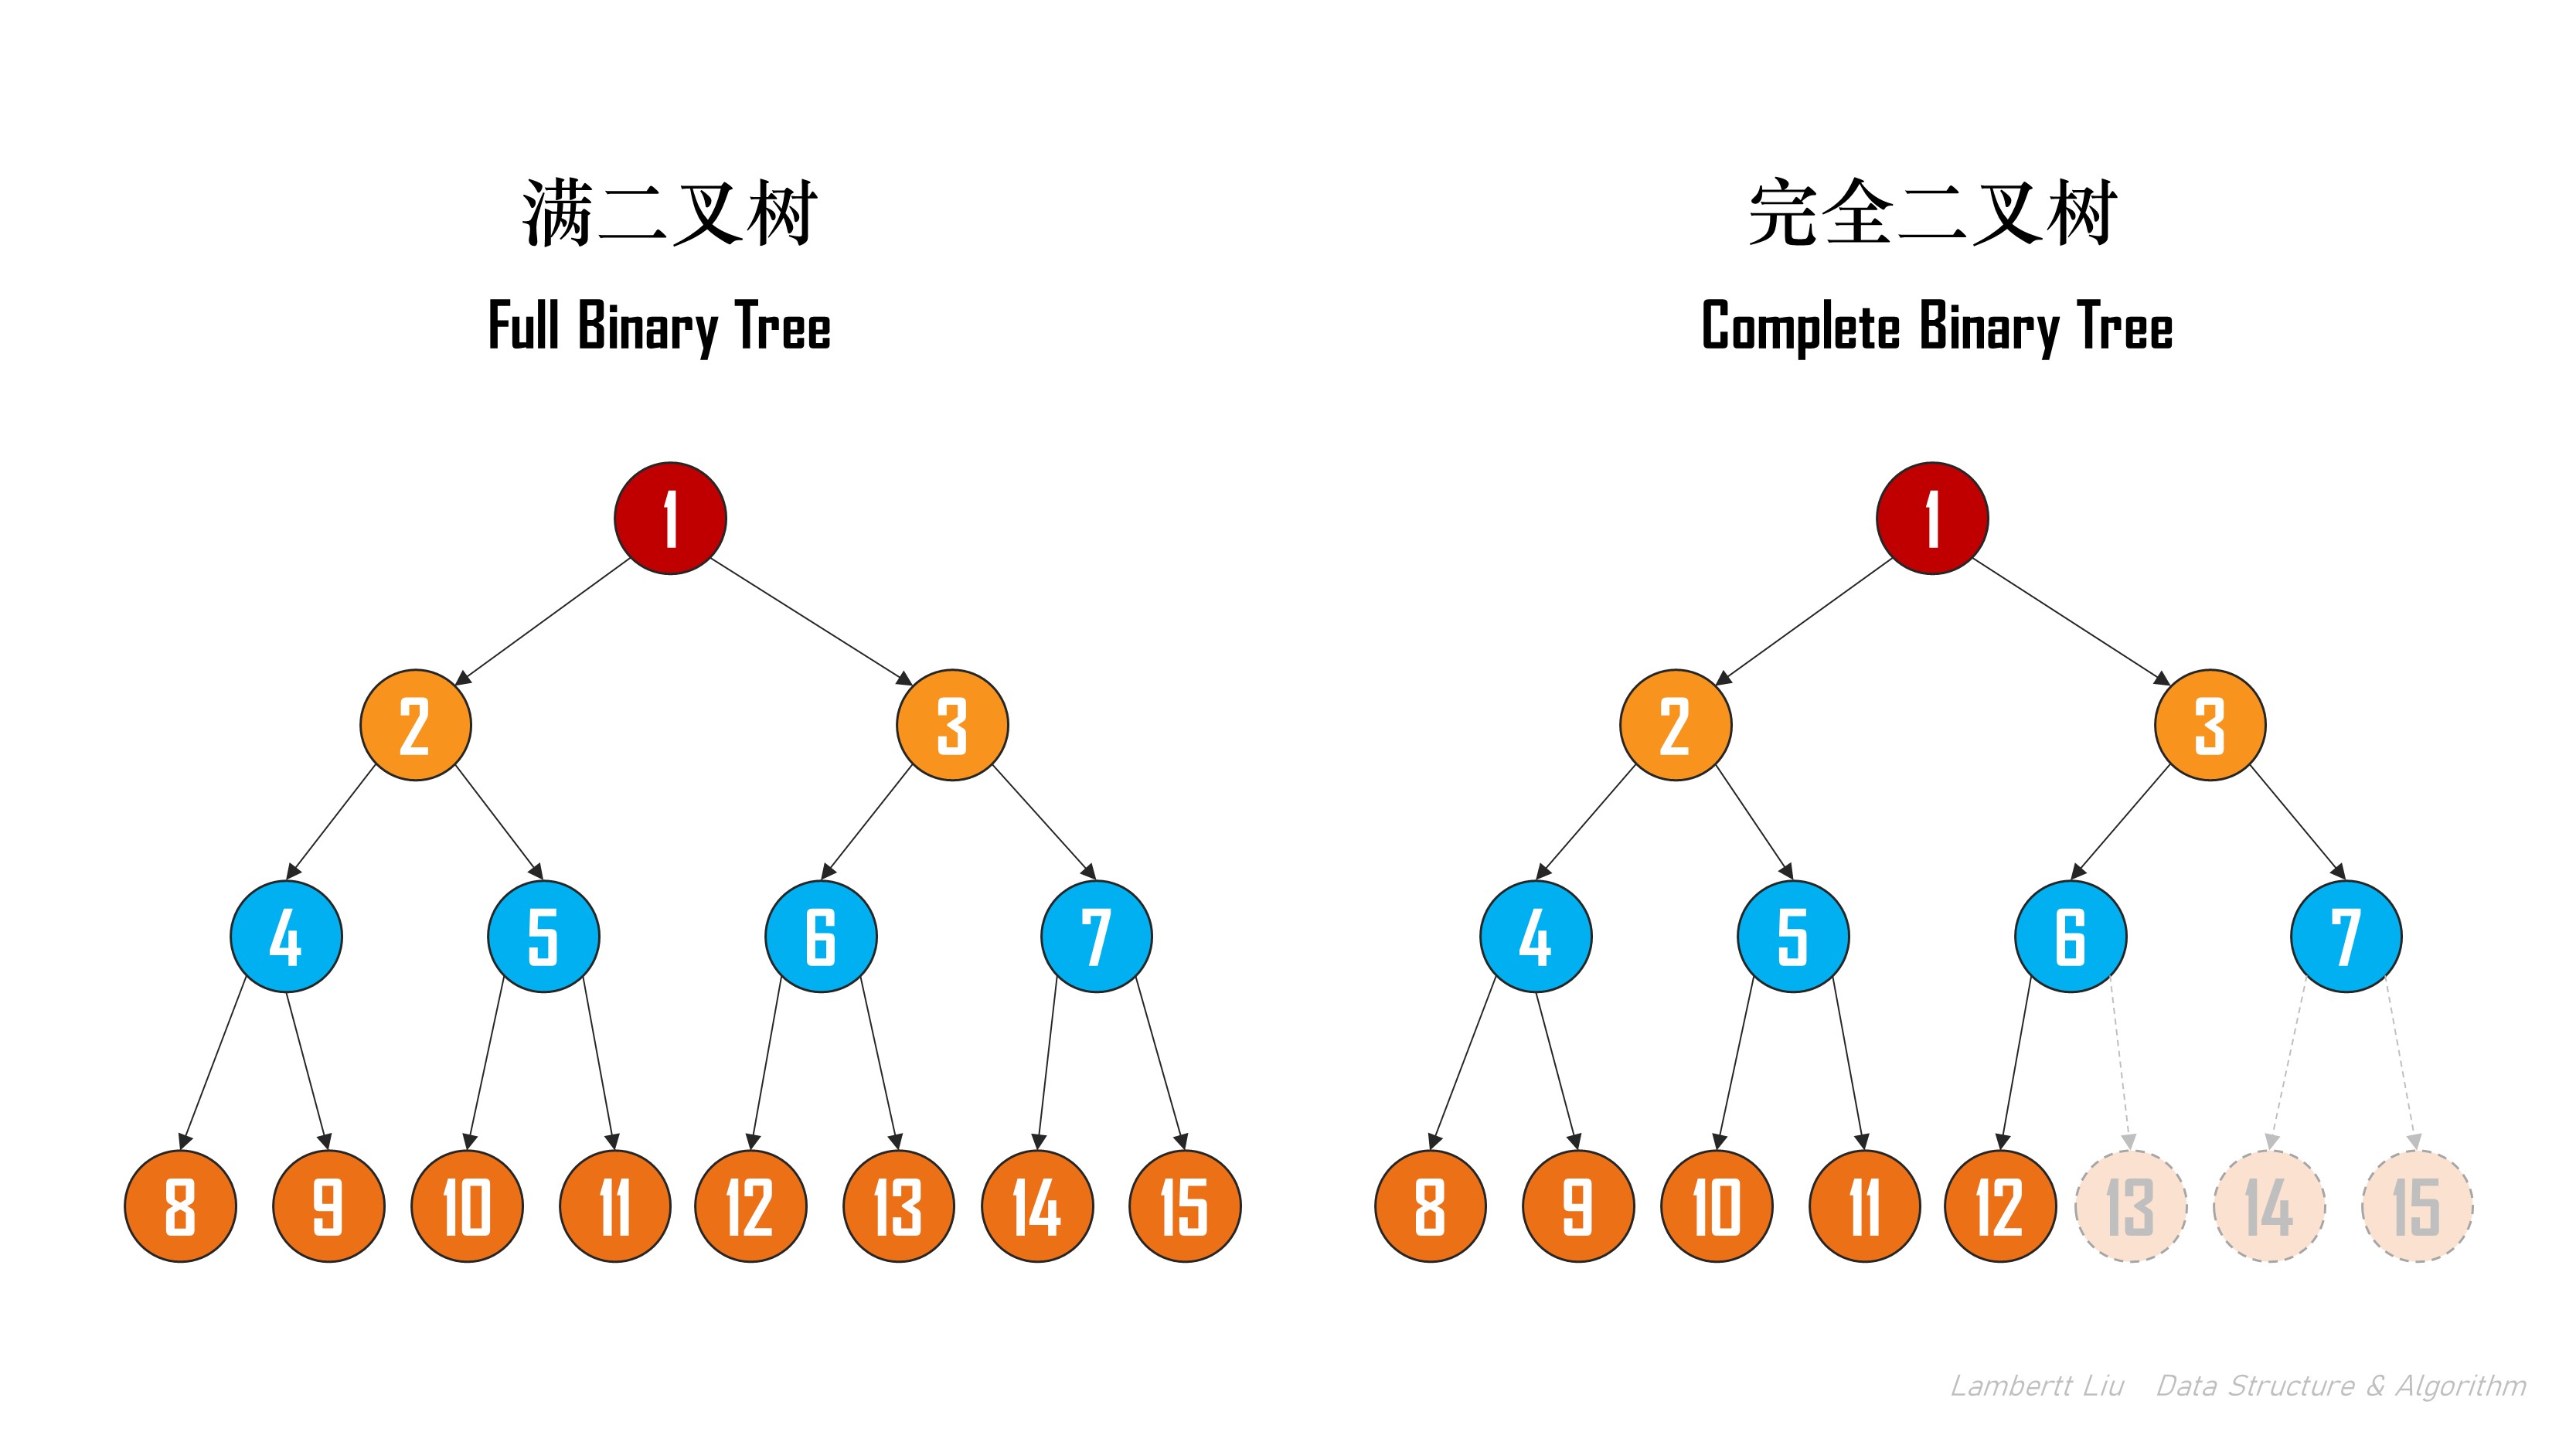 满二叉树
Full Binary Tree
1
2 3
4 5 6 7
8 9 10 11 12 13 14 15
完全二叉树
Complete Binary Tree
1
2 3
4 5 6 7
8 9 10 11 12 13 14 15
Lambertt Liu Data Structure & Algorithm